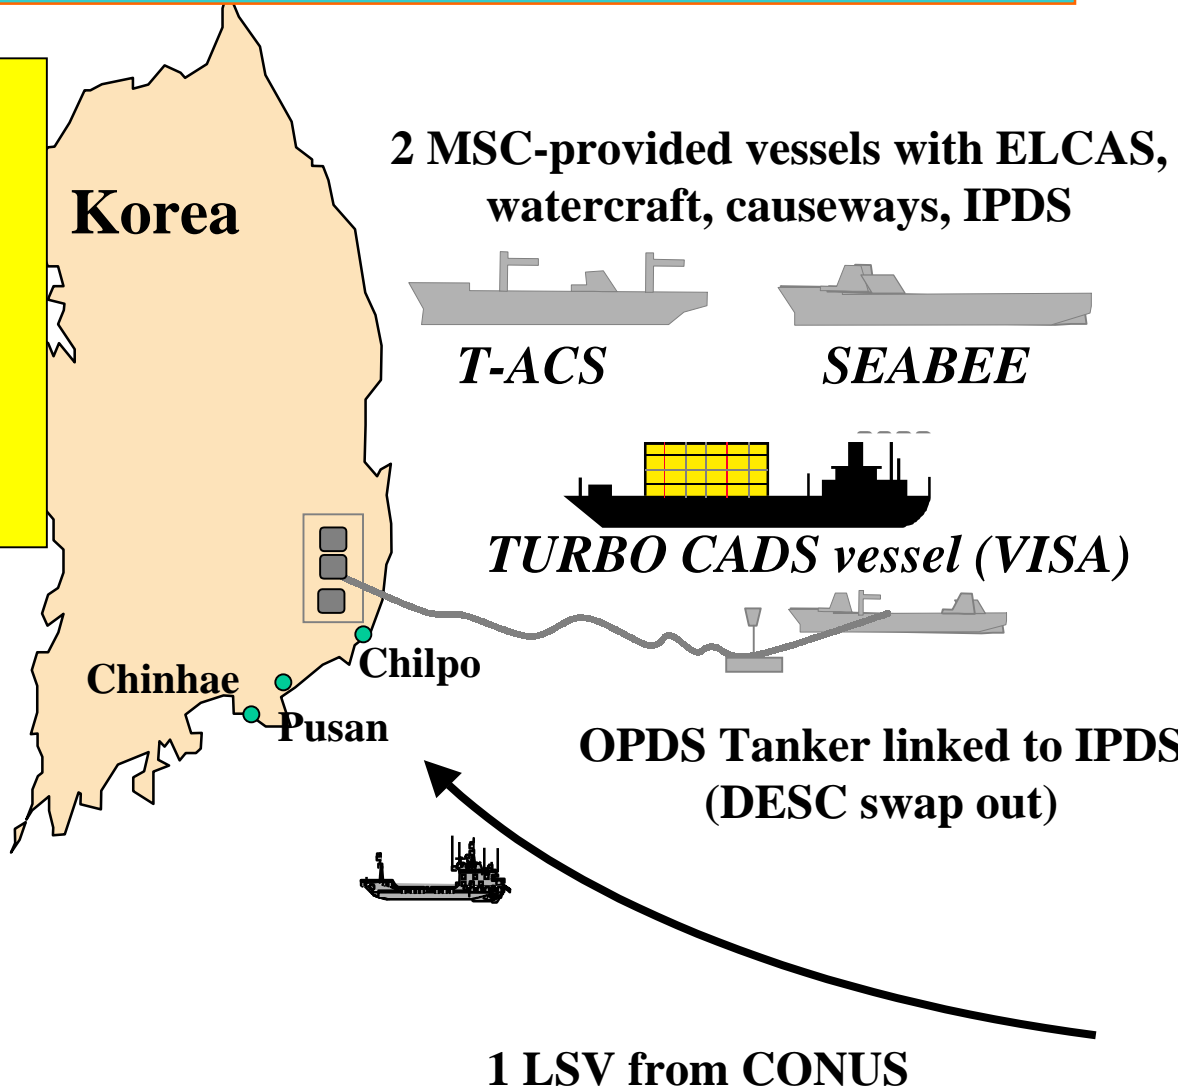 2 MSC-provided vessels with ELCAS,
watercraft, causeways, IPDS
Korea
T-ACS
SEABEE
TURBO CADS vessel (VISA)
Chilpo
Chinhae
Pusan
OPDS Tanker linked to IPDS
(DESC swap out)
1 LSV from CONUS